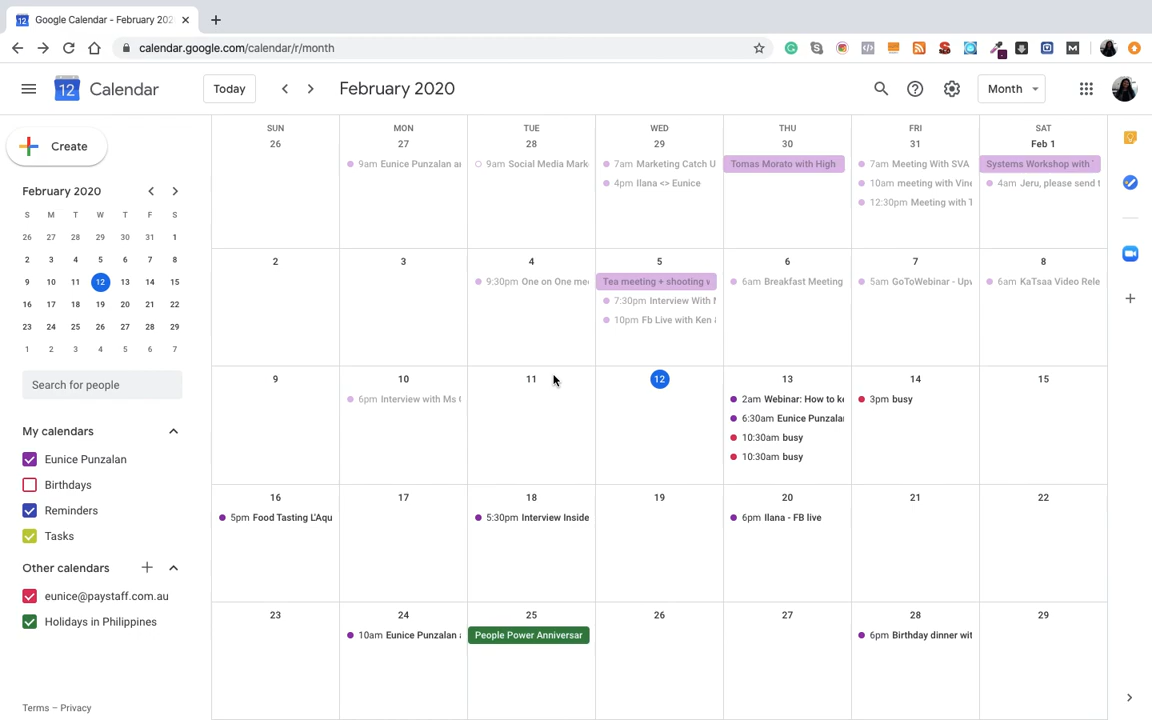 Google Calendar - February 202
calendar.google.com/calendar/r/month
12 Calendar Today February 2020 Month
Create
February 2020
S M T W T F S
26 27 28 29 30 31 1
2 3 4 5 6 7 8
9 10 11 12 13 14 15
16 17 18 19 20 21 22
23 24 25 26 27 28 29
1 2 3 4 5 6 7
Search for people
My calendars
Eunice Punzalan
Birthdays
Reminders
Tasks
Other calendars
eunice@paystaff.com.au
Holidays in Philippines
Terms – Privacy
SUN MON TUE WED THU FRI SAT
26 27 28 29 30 31 Feb 1
9am Eunice Punzalan a
9am Social Media Mark
7am Marketing Catch U
4pm Ilana <> Eunice
Tomas Morato with High
7am Meeting With SVA
10am meeting with Vin
12:30pm Meeting with T
Systems Workshop with
4am Jeru, please send t
2 3 4 5 6 7 8
9:30pm One on One me
Tea meeting + shooting
7:30pm Interview With
10pm Fb Live with Ken
6am Breakfast Meeting
5am GoToWebinar - Up
6am KaTsaa Video Rele
9 10 11 12 13 14 15
6pm Interview with Ms
2am Webinar: How to k
6:30am Eunice Punzala
10:30am busy
10:30am busy
3pm busy
16 17 18 19 20 21 22
5pm Food Tasting L'Aqu
5:30pm Interview Inside
6pm Ilana - FB live
23 24 25 26 27 28 29
10am Eunice Punzalan
People Power Anniversar
6pm Birthday dinner wit